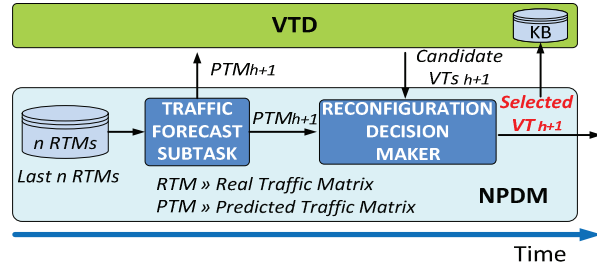 VTD
KB
PTMh+1
Candidate
VTs h+1
n RTMs
Last n RTMs
TRAFFIC
FORECAST
SUBTASK
PTMh+1
RECONFIGURATION
DECISION
MAKER
Selected
VT h+1
RTM » Real Traffic Matrix
PTM » Predicted Traffic Matrix
NPDM
Time